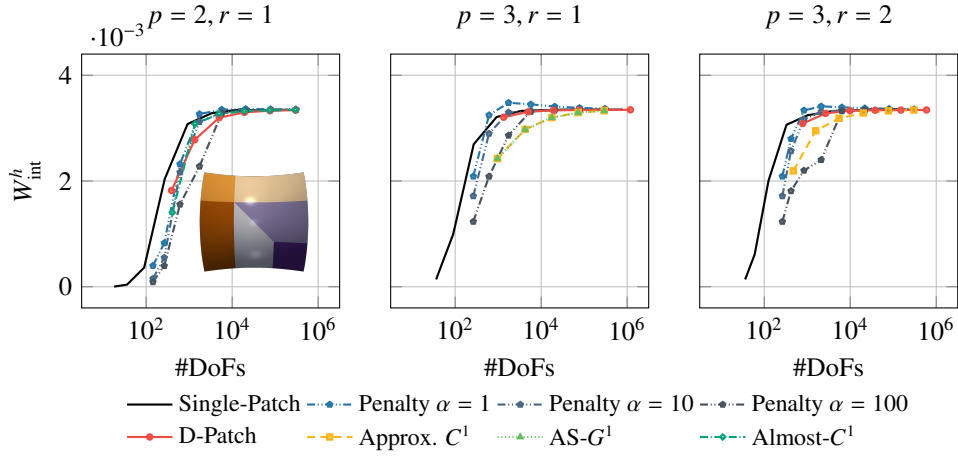 p = 2, r = 1
p = 3, r = 1
p = 3, r = 2
·10⁻³
4
2
0
W_int^h
10² 10⁴ 10⁶
10² 10⁴ 10⁶
10² 10⁴ 10⁶
#DoFs
#DoFs
#DoFs
Single-Patch Penalty α = 1 Penalty α = 10 Penalty α = 100
D-Patch Approx. C¹ AS-G¹ Almost-C¹